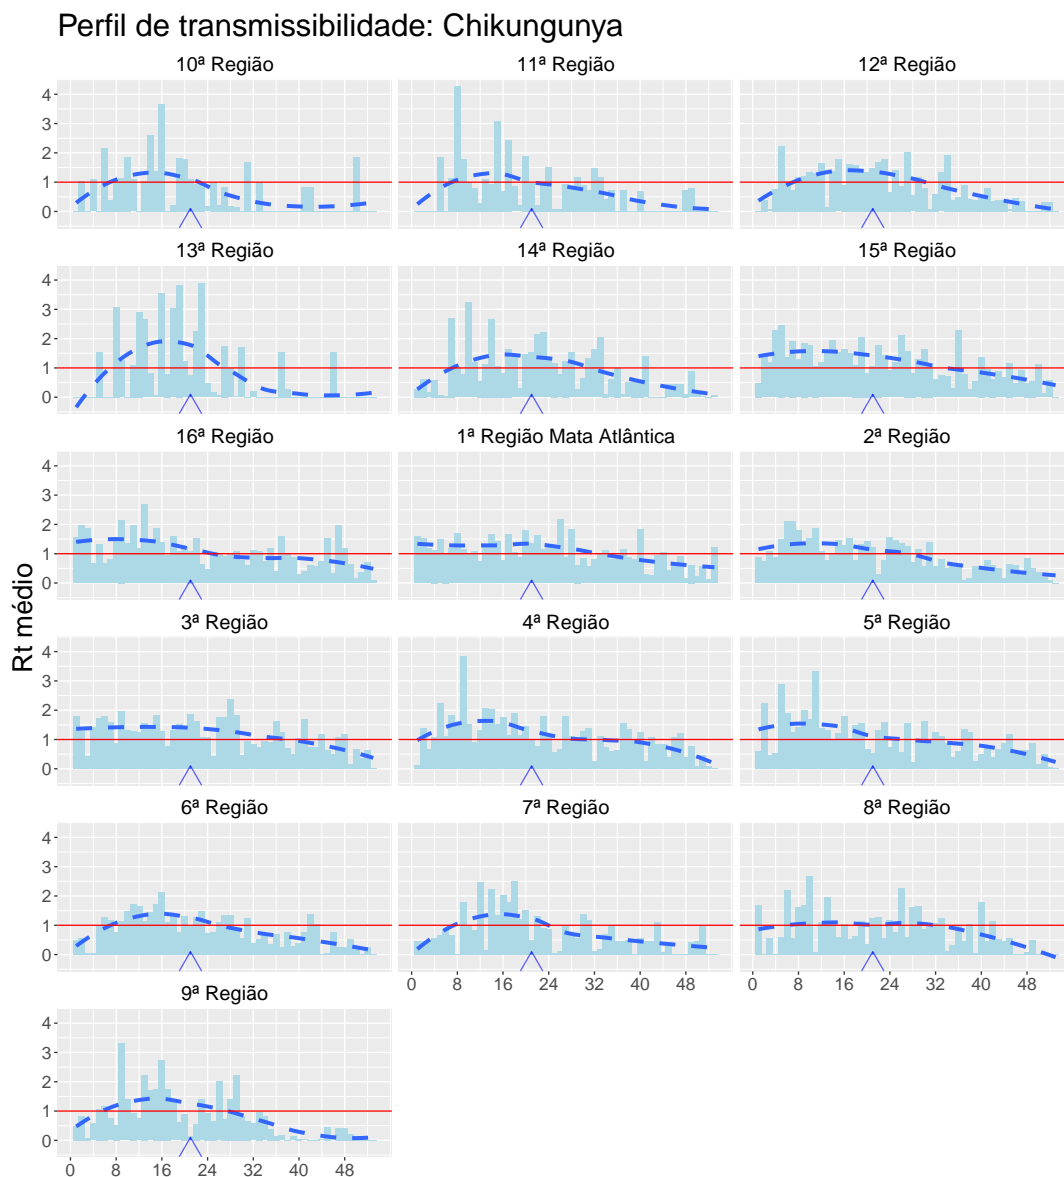 Perfil de transmissibilidade: Chikungunya
10ª Região
11ª Região
12ª Região
4
3
2
1
0
13ª Região
14ª Região
15ª Região
4
3
2
1
0
16ª Região
1ª Região Mata Atlântica
2ª Região
4
3
2
1
0
Rt médio
3ª Região
4ª Região
5ª Região
4
3
2
1
0
6ª Região
7ª Região
8ª Região
4
3
2
1
0
0 8 16 24 32 40 48
0 8 16 24 32 40 48
9ª Região
4
3
2
1
0
0 8 16 24 32 40 48